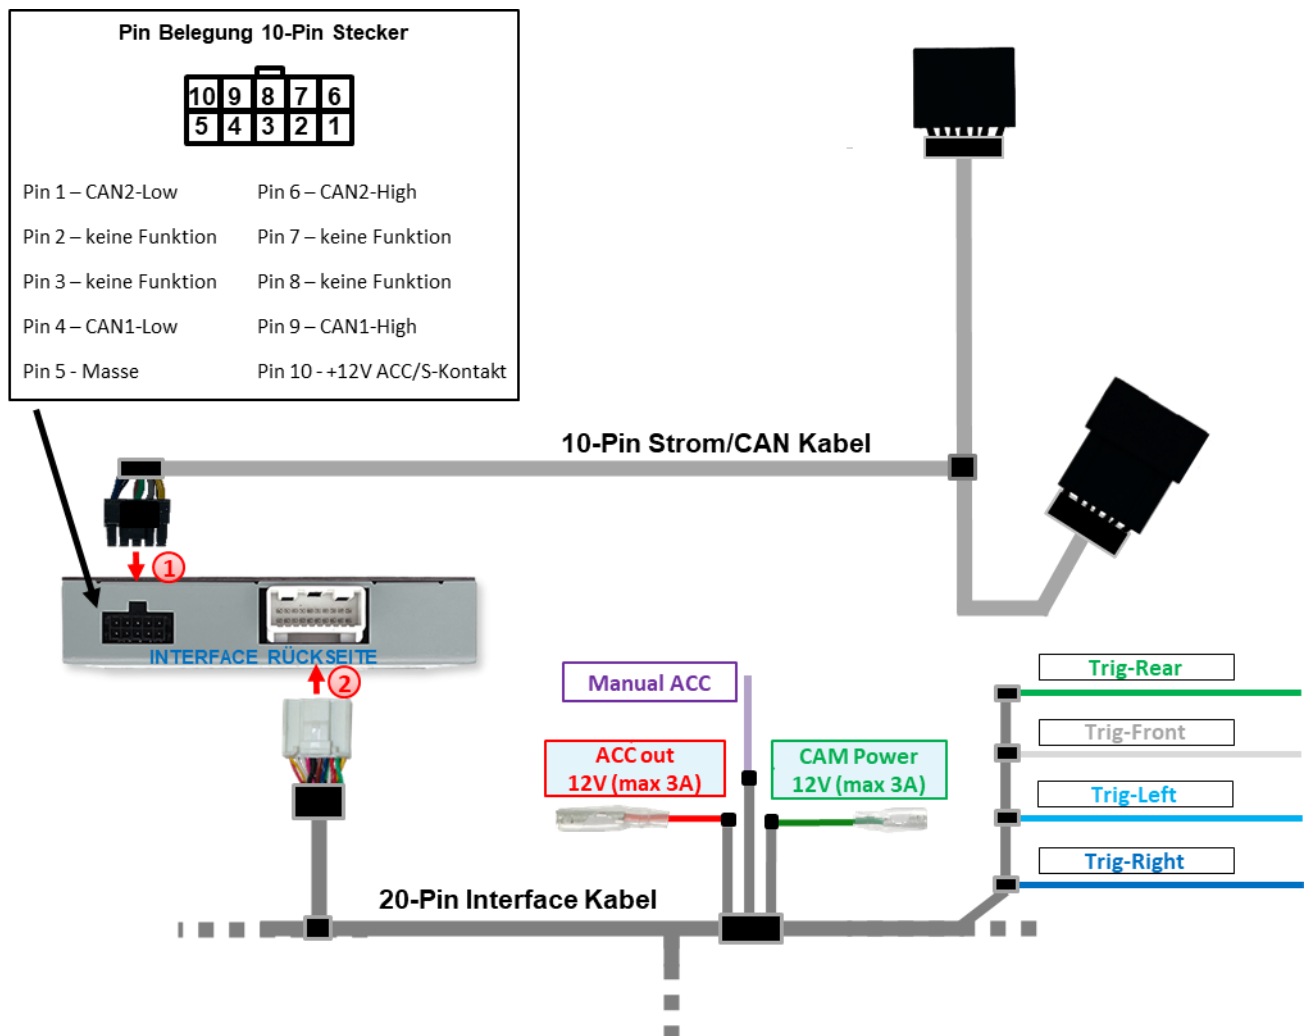 Pin Belegung 10-Pin Stecker
10 9 8 7 6
5 4 3 2 1
Pin 1 – CAN2-Low
Pin 6 – CAN2-High
Pin 2 – keine Funktion
Pin 7 – keine Funktion
Pin 3 – keine Funktion
Pin 8 – keine Funktion
Pin 4 – CAN1-Low
Pin 9 – CAN1-High
Pin 5 - Masse
Pin 10 - +12V ACC/S-Kontakt
10-Pin Strom/CAN Kabel
1
INTERFACE RÜCKSEITE
2
Manual ACC
ACC out
12V (max 3A)
CAM Power
12V (max 3A)
Trig-Rear
Trig-Front
Trig-Left
Trig-Right
20-Pin Interface Kabel